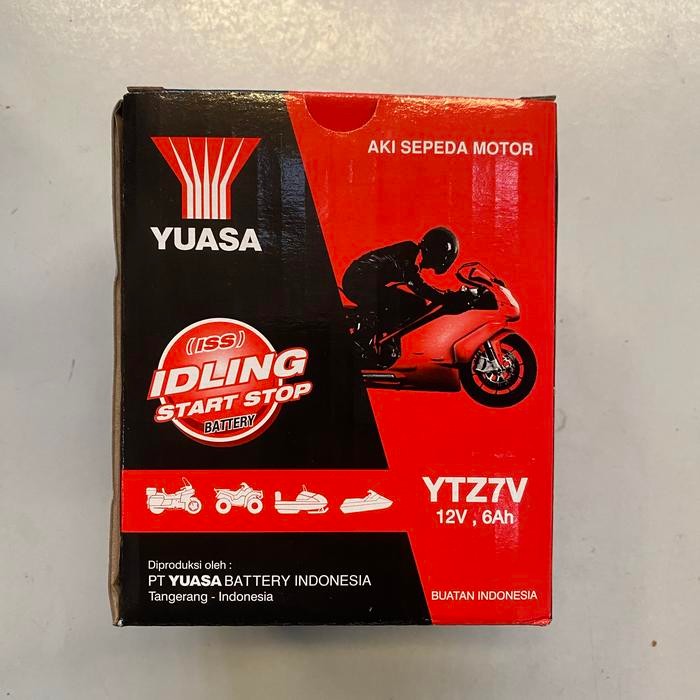 AKI SEPEDA MOTOR
YUASA
(ISS)
IDLING
START STOP
BATTERY
YTZ7V
12V , 6Ah
Diproduksi oleh :
PT YUASA BATTERY INDONESIA
Tangerang - Indonesia
BUATAN INDONESIA